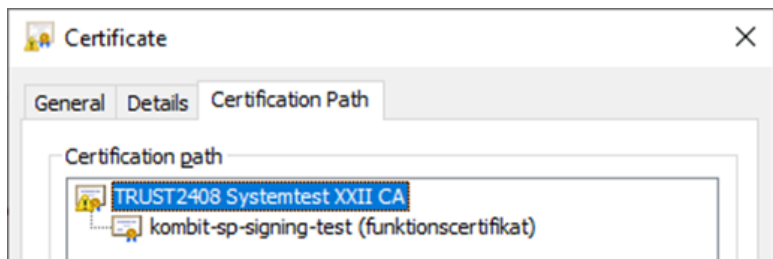 Certificate
General Details Certification Path
Certification path
TRUST2408 Systemtest XXII CA
kombit-sp-signing-test (funktionscertifikat)